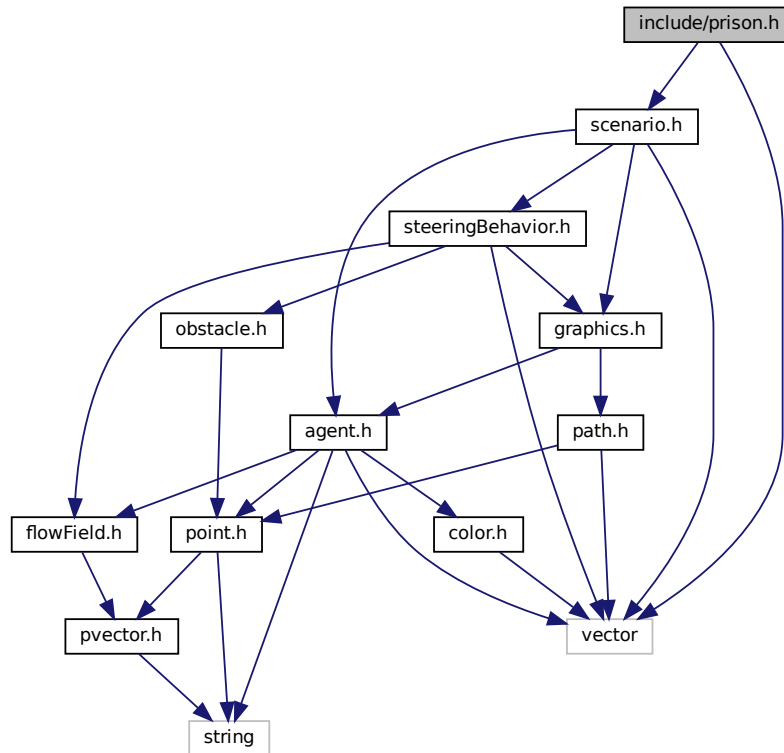 include/prison.h
scenario.h
steeringBehavior.h
obstacle.h
graphics.h
agent.h
path.h
flowField.h
point.h
color.h
pvector.h
vector
string